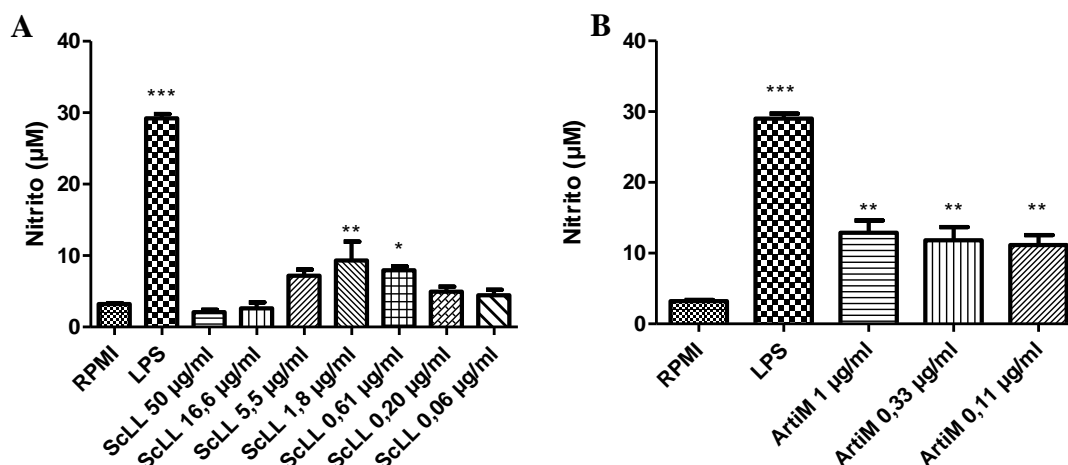 A
Nitrito (µM)
40
30
20
10
0
***
**
*
RPMI
LPS
ScLL 50 µg/ml
ScLL 16,6 µg/ml
ScLL 5,5 µg/ml
ScLL 1,8 µg/ml
ScLL 0,61 µg/ml
ScLL 0,20 µg/ml
ScLL 0,06 µg/ml
B
Nitrito (µM)
40
30
20
10
0
***
**
**
**
RPMI
LPS
ArtiM 1 µg/ml
ArtiM 0,33 µg/ml
ArtiM 0,11 µg/ml